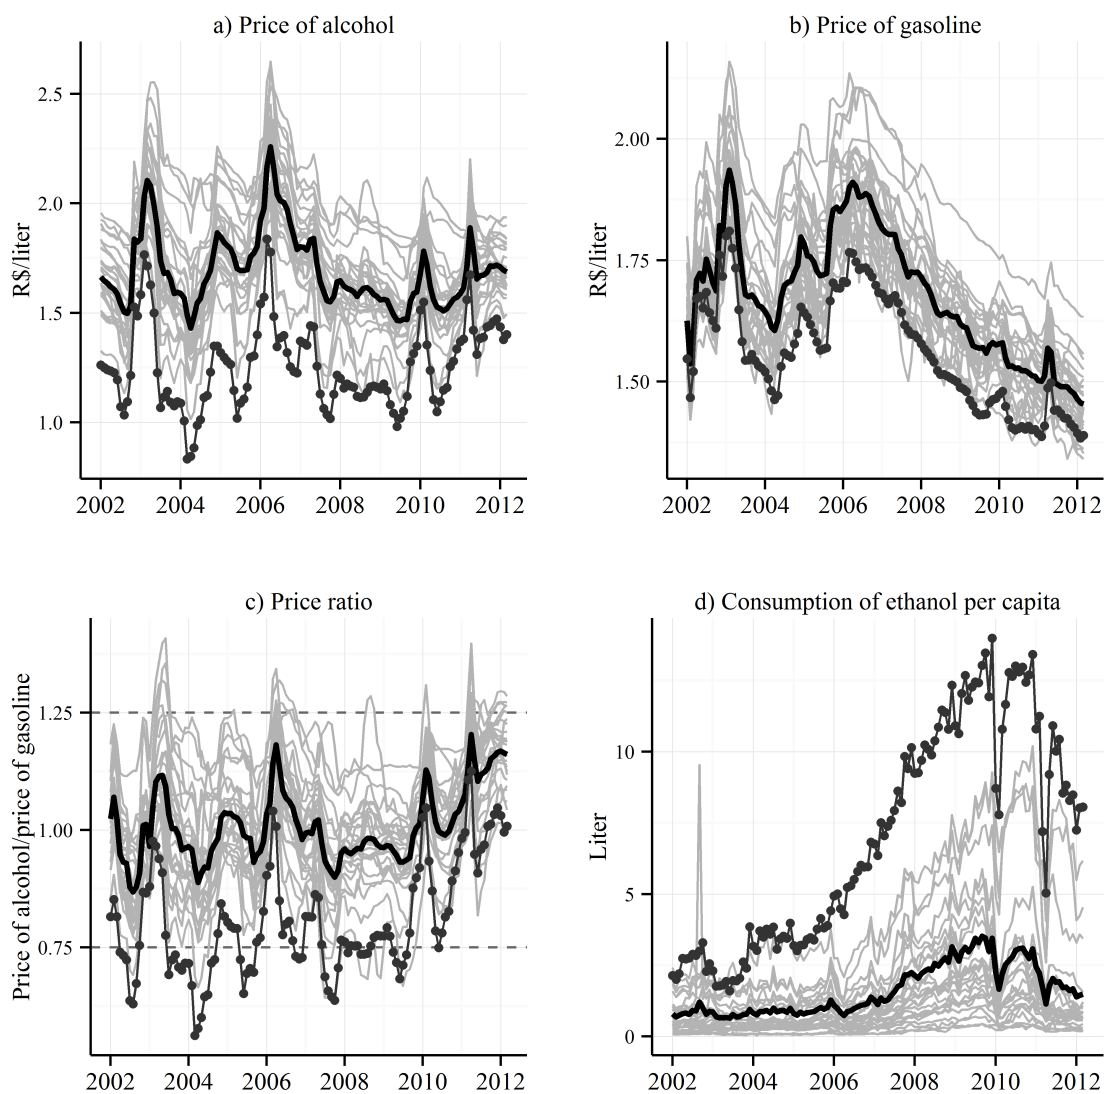 a) Price of alcohol
R$/liter
2.5
2.0
1.5
1.0
2002 2004 2006 2008 2010 2012
b) Price of gasoline
R$/liter
2.00
1.75
1.50
2002 2004 2006 2008 2010 2012
c) Price ratio
Price of alcohol/price of gasoline
1.25
1.00
0.75
2002 2004 2006 2008 2010 2012
d) Consumption of ethanol per capita
Liter
10
5
0
2002 2004 2006 2008 2010 2012